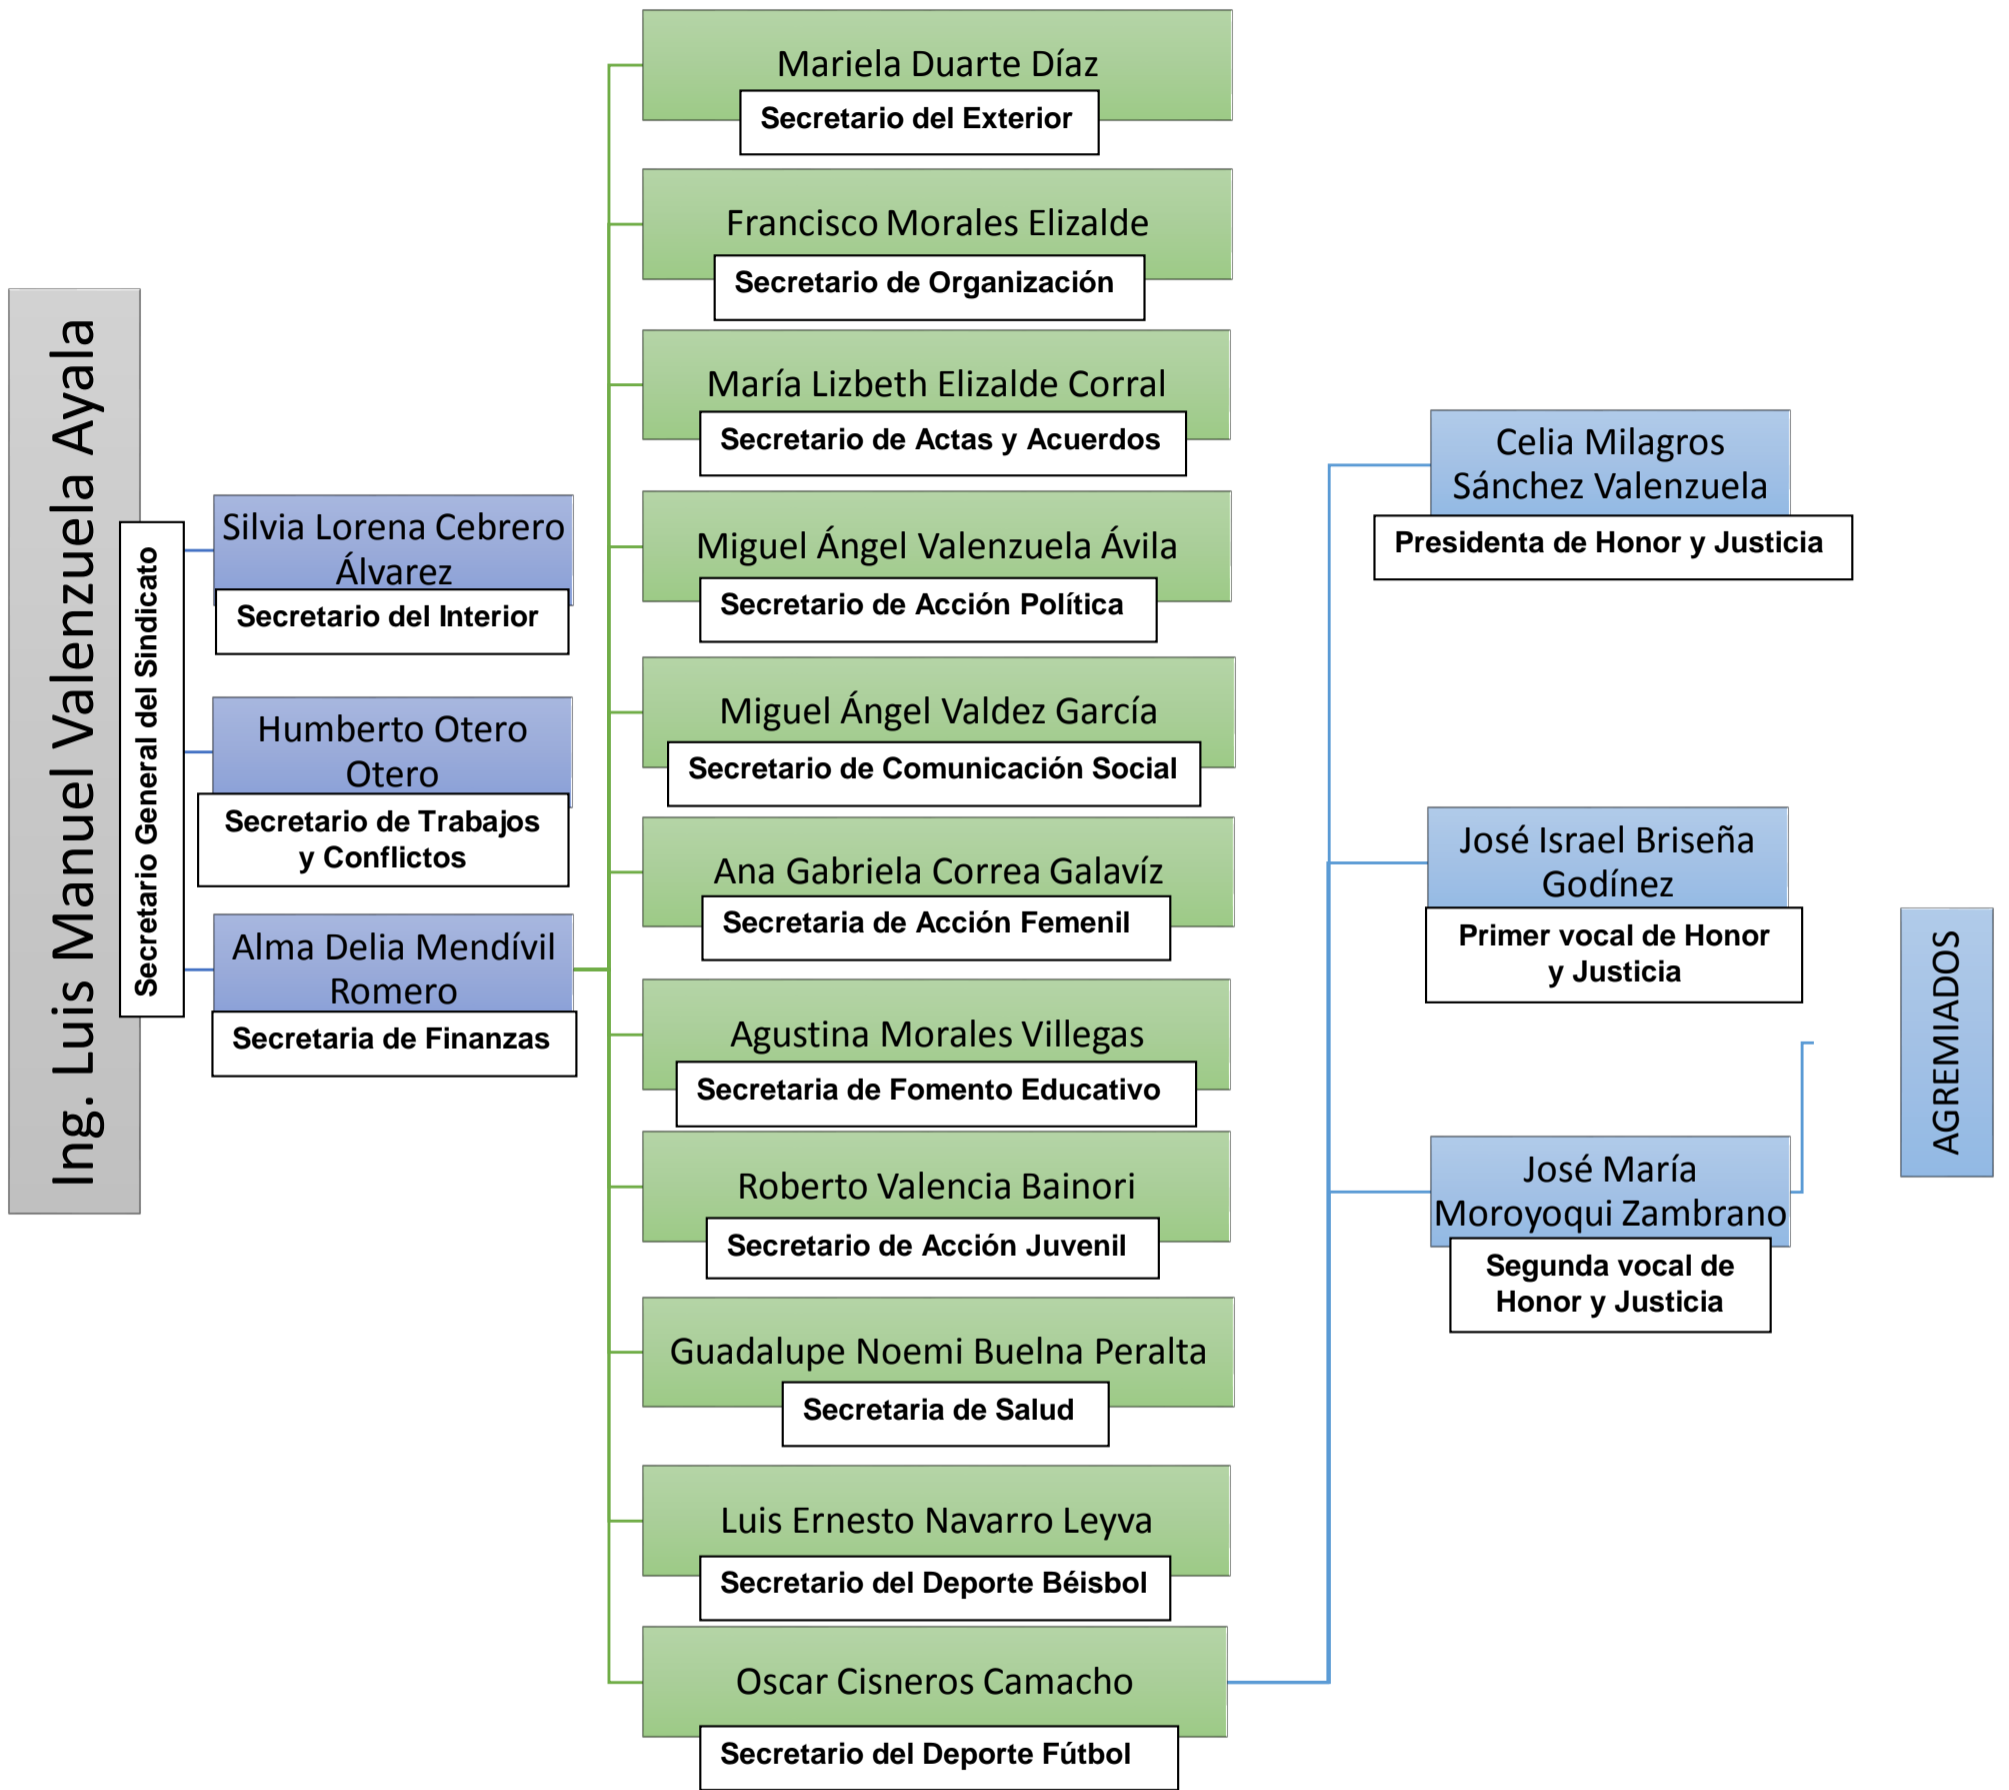 Ing. Luis Manuel Valenzuela Ayala
Secretario General del Sindicato
Silvia Lorena Cebrero
Álvarez
Secretario del Interior
Humberto Otero
Otero
Secretario de Trabajos
y Conflictos
Alma Delia Mendívil
Romero
Secretaria de Finanzas
Mariela Duarte Díaz
Secretario del Exterior
Francisco Morales Elizalde
Secretario de Organización
María Lizbeth Elizalde Corral
Secretario de Actas y Acuerdos
Miguel Ángel Valenzuela Ávila
Secretario de Acción Política
Miguel Ángel Valdez García
Secretario de Comunicación Social
Ana Gabriela Correa Galavíz
Secretaria de Acción Femenil
Agustina Morales Villegas
Secretaria de Fomento Educativo
Roberto Valencia Bainori
Secretario de Acción Juvenil
Guadalupe Noemi Buelna Peralta
Secretaria de Salud
Luis Ernesto Navarro Leyva
Secretario del Deporte Béisbol
Oscar Cisneros Camacho
Secretario del Deporte Fútbol
Celia Milagros
Sánchez Valenzuela
Presidenta de Honor y Justicia
José Israel Briseña
Godínez
Primer vocal de Honor
y Justicia
José María
Moroyoqui Zambrano
Segunda vocal de
Honor y Justicia
AGREMIADOS